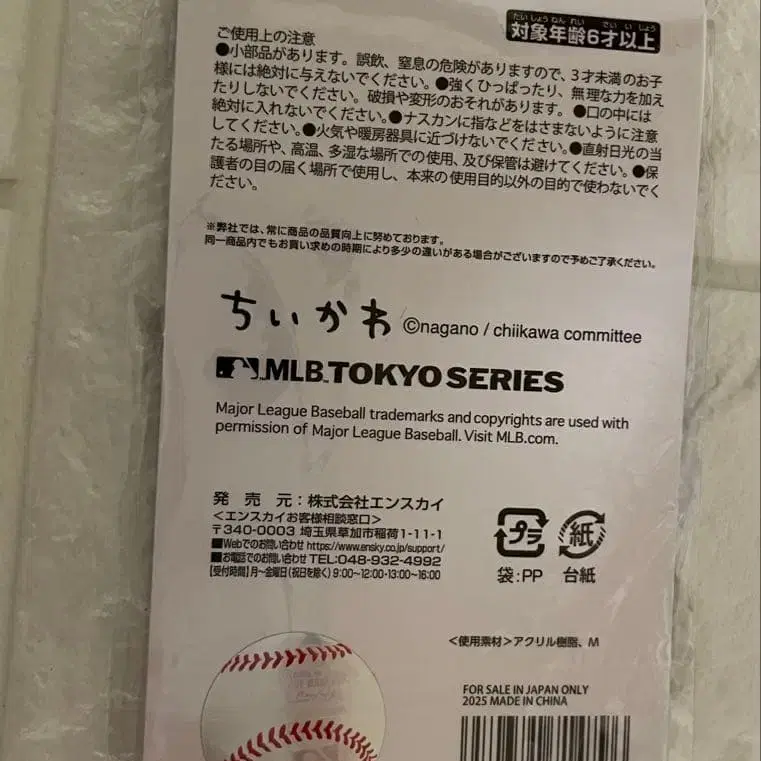 たいしょうねんれい さいいじょう
対象年齢6才以上
ご使用上の注意
●小部品があります。誤飲、窒息の危険がありますので、3才未満のお子
様には絶対に与えないでください。●強くひっぱったり、無理な力を加え
たりしないでください。破損や変形のおそれがあります。●口の中には
絶対に入れないでください。●ナスカンに指などをはさまないように注意
してください。●火気や暖房器具に近づけないでください。●直射日光の当
たる場所や、高温、多湿な場所での使用、及び保管は避けてください。●保
護者の目の届く場所で使用し、本来の使用目的以外の目的で使わないでく
ださい。
※弊社では、常に商品の品質向上に努めております。
同一商品内でもお買い求めの時期により多少の違いがある場合がございますので予めご了承ください。
ちいかわ ©nagano / chiikawa committee
MLB TOKYO SERIES
Major League Baseball trademarks and copyrights are used with
permission of Major League Baseball. Visit MLB.com.
発 売 元:株式会社エンスカイ
<エンスカイお客様相談窓口>
〒340-0003 埼玉県草加市稲荷1-11-1
■Webでのお問い合わせ https://www.ensky.co.jp/support/
■お電話でのお問い合わせ TEL:048-932-4992
【受付時間】月〜金曜日(祝日を除く)9:00〜12:00・13:00〜16:00
プラ 紙
袋:PP 台紙
<使用素材>アクリル樹脂、M
FOR SALE IN JAPAN ONLY
2025 MADE IN CHINA